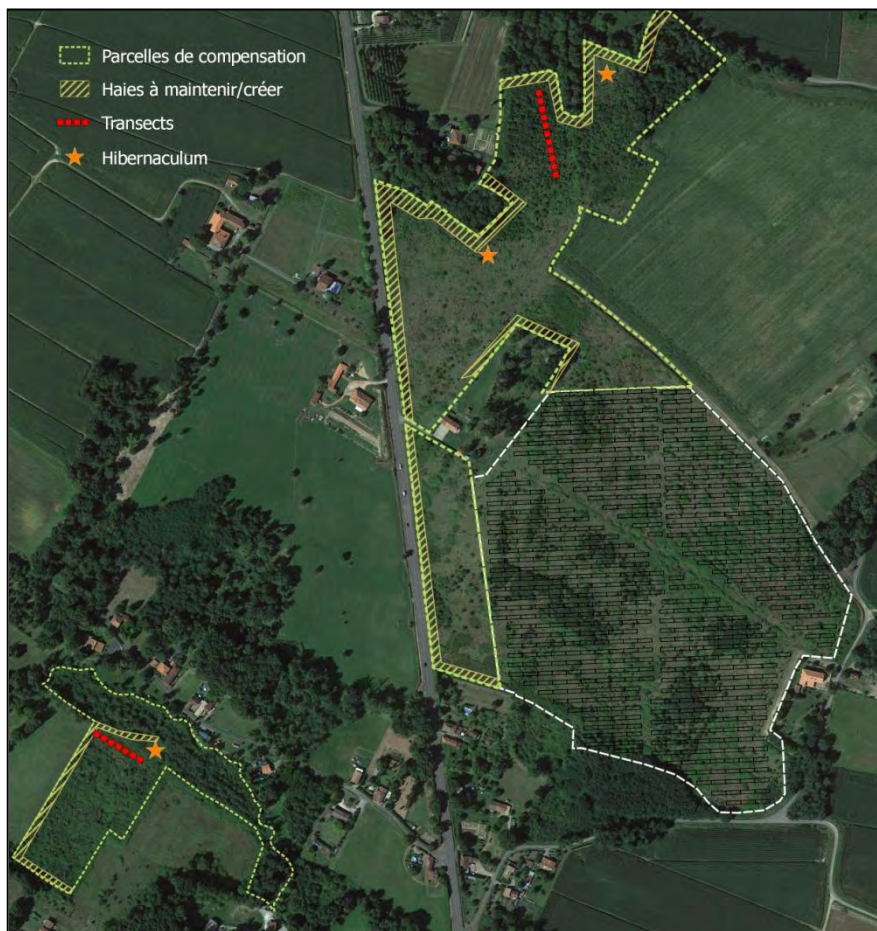 Parcelles de compensation
Haies à maintenir/créer
Transects
Hibernaculum